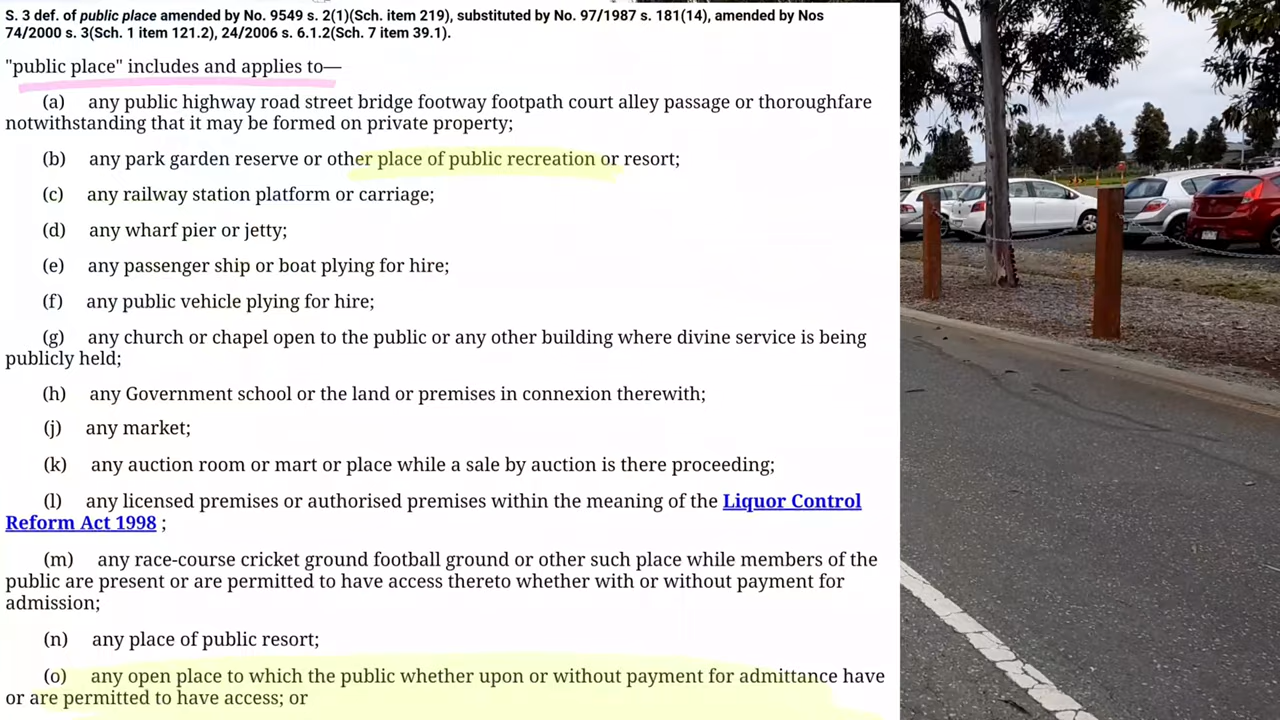 S. 3 def. of public place amended by No. 9549 s. 2(1)(Sch. item 219), substituted by No. 97/1987 s. 181(14), amended by Nos
74/2000 s. 3(Sch. 1 item 121.2), 24/2006 s. 6.1.2(Sch. 7 item 39.1).
"public place" includes and applies to—
(a) any public highway road street bridge footway footpath court alley passage or thoroughfare
notwithstanding that it may be formed on private property;
(b) any park garden reserve or other place of public recreation or resort;
(c) any railway station platform or carriage;
(d) any wharf pier or jetty;
(e) any passenger ship or boat plying for hire;
(f) any public vehicle plying for hire;
(g) any church or chapel open to the public or any other building where divine service is being
publicly held;
(h) any Government school or the land or premises in connexion therewith;
(j) any market;
(k) any auction room or mart or place while a sale by auction is there proceeding;
(l) any licensed premises or authorised premises within the meaning of the Liquor Control
Reform Act 1998 ;
(m) any race-course cricket ground football ground or other such place while members of the
public are present or are permitted to have access thereto whether with or without payment for
admission;
(n) any place of public resort;
(o) any open place to which the public whether upon or without payment for admittance have
or are permitted to have access; or